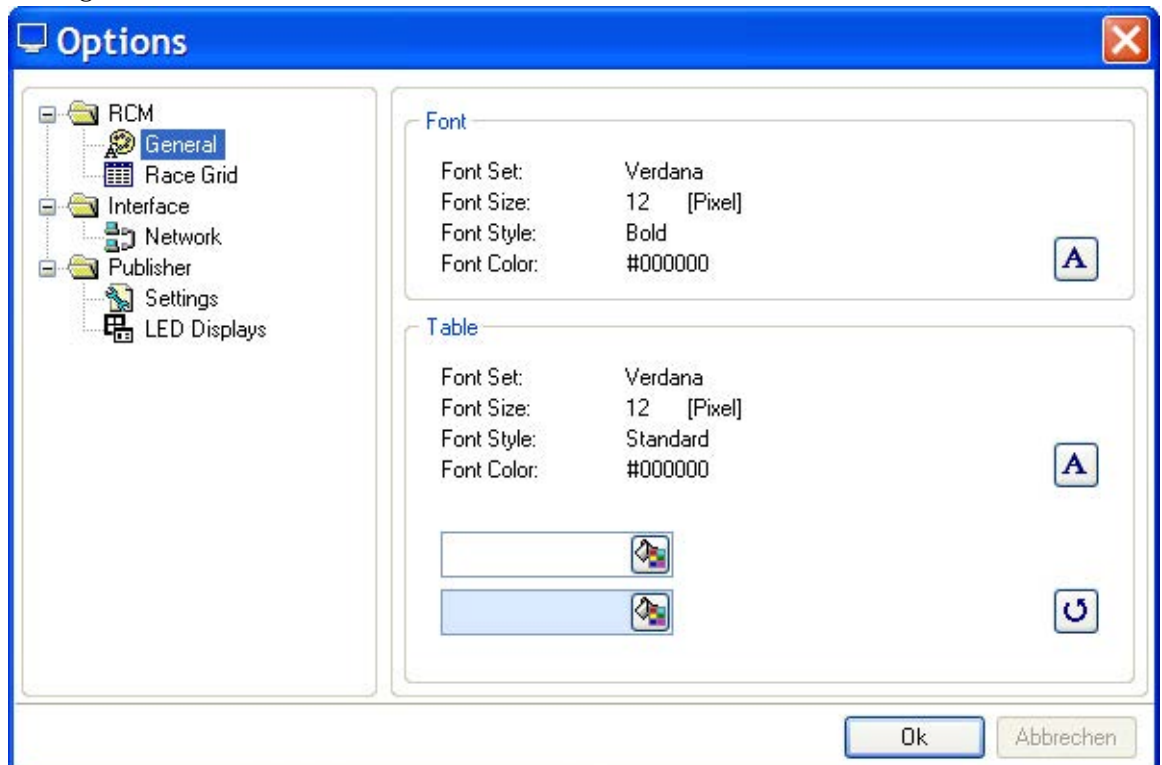 Options
RCM
General
Race Grid
Interface
Network
Publisher
Settings
LED Displays
Font
Font Set: Verdana
Font Size: 12 [Pixel]
Font Style: Bold
Font Color: #000000
A
Table
Font Set: Verdana
Font Size: 12 [Pixel]
Font Style: Standard
Font Color: #000000
A
Ok Abbrechen